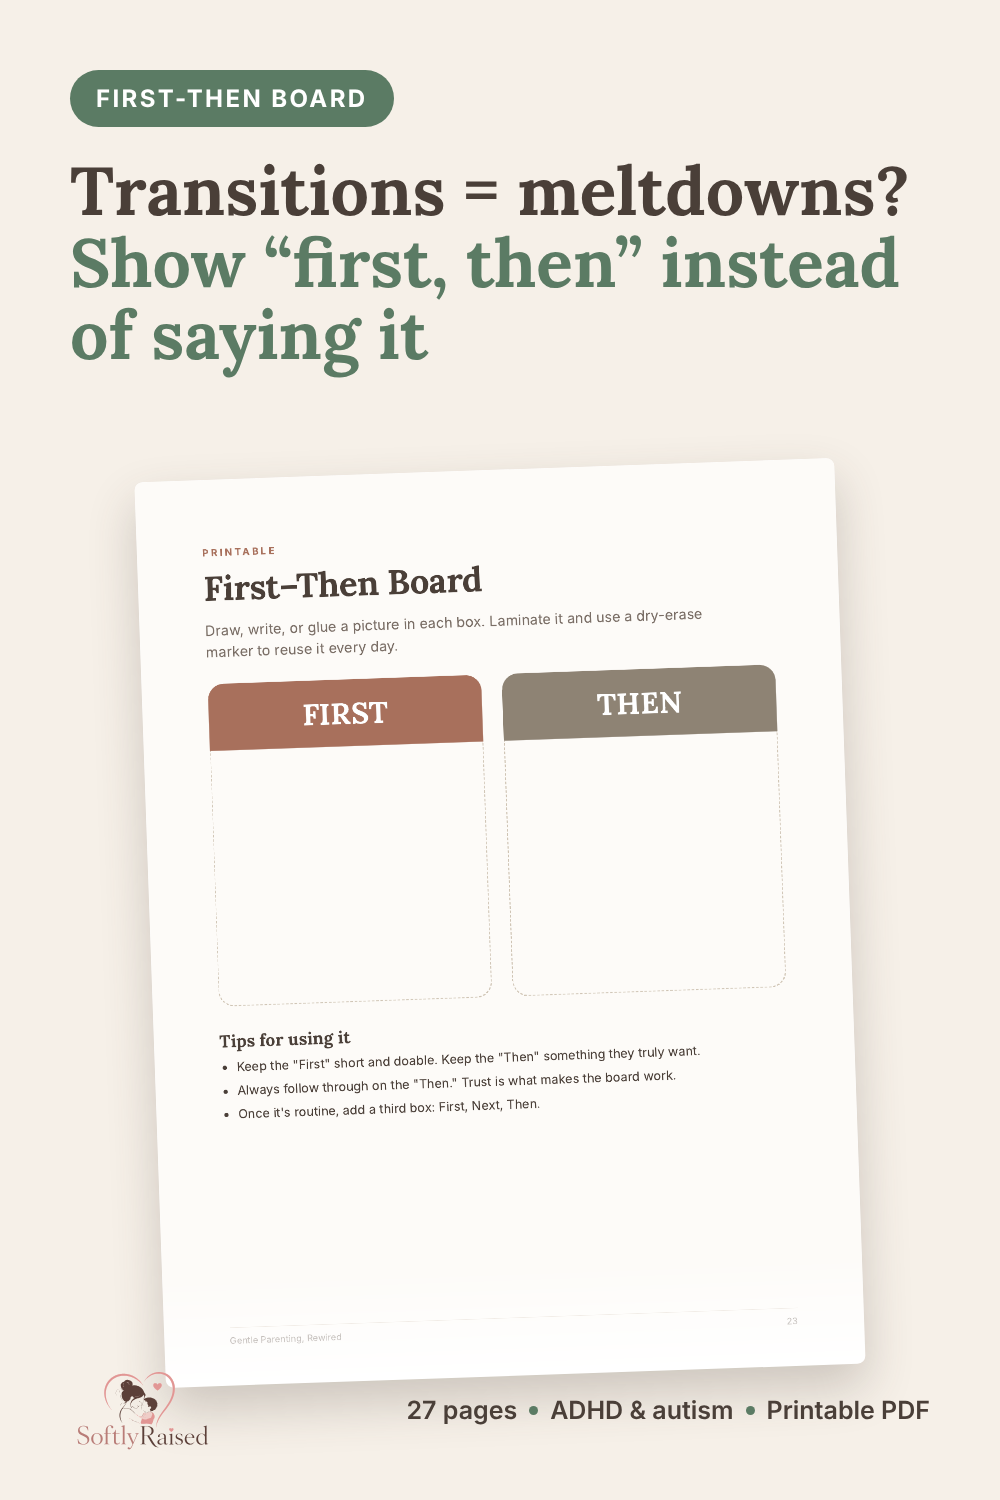 FIRST-THEN BOARD
Transitions = meltdowns?
Show “first, then” instead
of saying it
PRINTABLE
First–Then Board
Draw, write, or glue a picture in each box. Laminate it and use a dry-erase
marker to reuse it every day.
FIRST
THEN
Tips for using it
• Keep the "First" short and doable. Keep the "Then" something they truly want.
• Always follow through on the "Then." Trust is what makes the board work.
• Once it's routine, add a third box: First, Next, Then.
Gentle Parenting, Rewired
23
SoftlyRaised
27 pages • ADHD & autism • Printable PDF